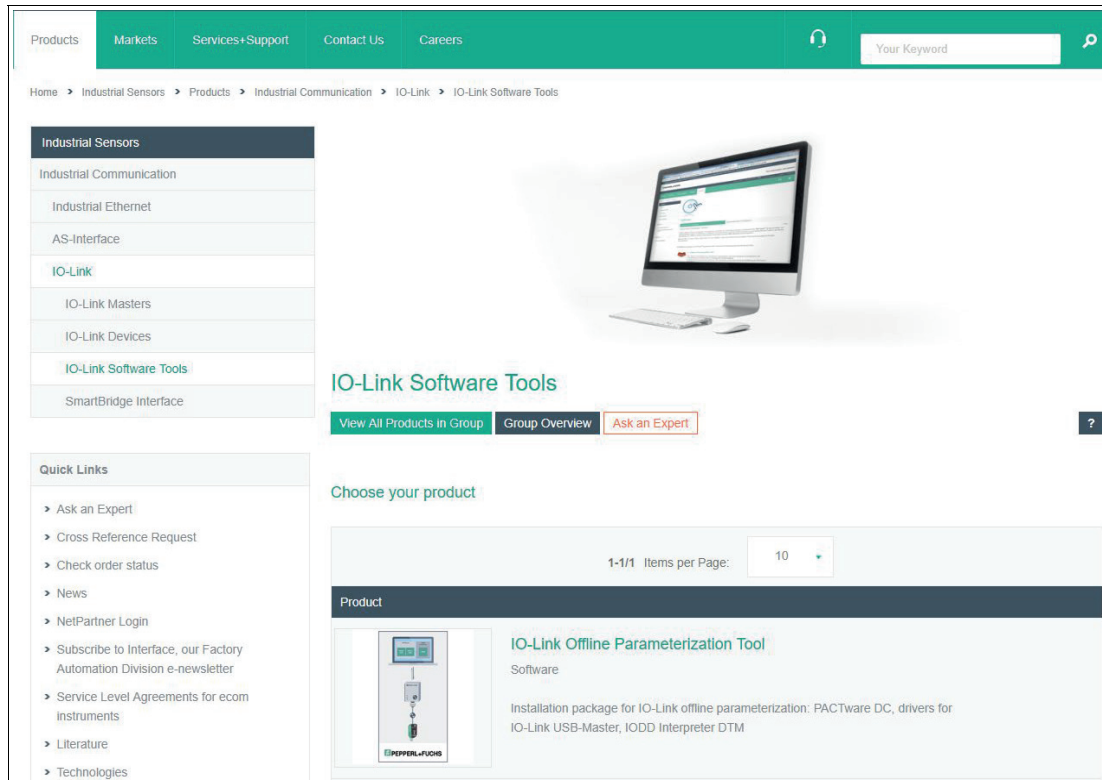 Products Markets Services+Support Contact Us Careers Your Keyword
Home > Industrial Sensors > Products > Industrial Communication > IO-Link > IO-Link Software Tools
Industrial Sensors
Industrial Communication
Industrial Ethernet
AS-Interface
IO-Link
IO-Link Masters
IO-Link Devices
IO-Link Software Tools
SmartBridge Interface
Quick Links
> Ask an Expert
> Cross Reference Request
> Check order status
> News
> NetPartner Login
> Subscribe to Interface, our Factory
Automation Division e-newsletter
> Service Level Agreements for ecom
instruments
> Literature
> Technologies
IO-Link Software Tools
View All Products in Group Group Overview Ask an Expert ?
Choose your product
1-1/1 Items per Page: 10
Product
PEPPERL+FUCHS
IO-Link Offline Parameterization Tool
Software
Installation package for IO-Link offline parameterization: PACTware DC, drivers for
IO-Link USB-Master, IODD Interpreter DTM